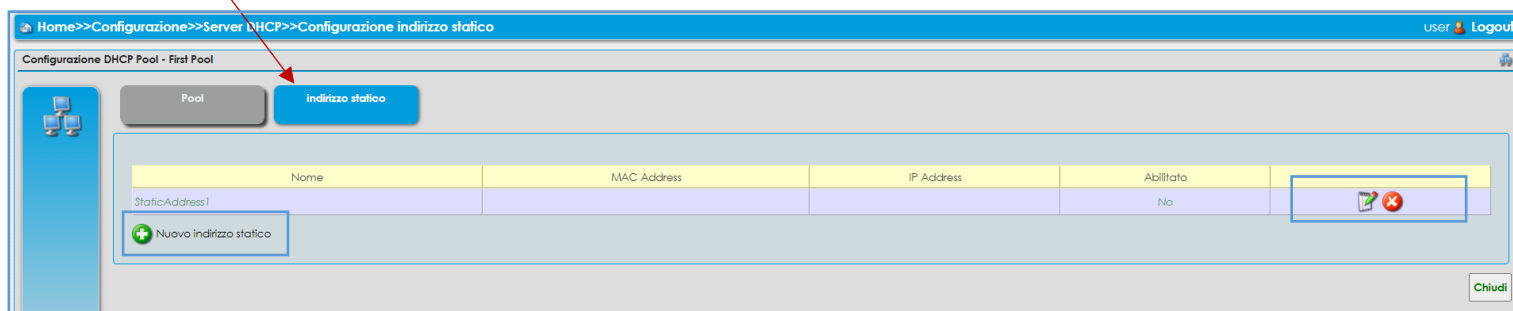 Home>>Configurazione>>Server DHCP>>Configurazione indirizzo statico
user Logout
Configurazione DHCP Pool - First Pool
Pool
indirizzo statico
Nome MAC Address IP Address Abilitato
StaticAddress1 No
Nuovo indirizzo statico
Chiudi